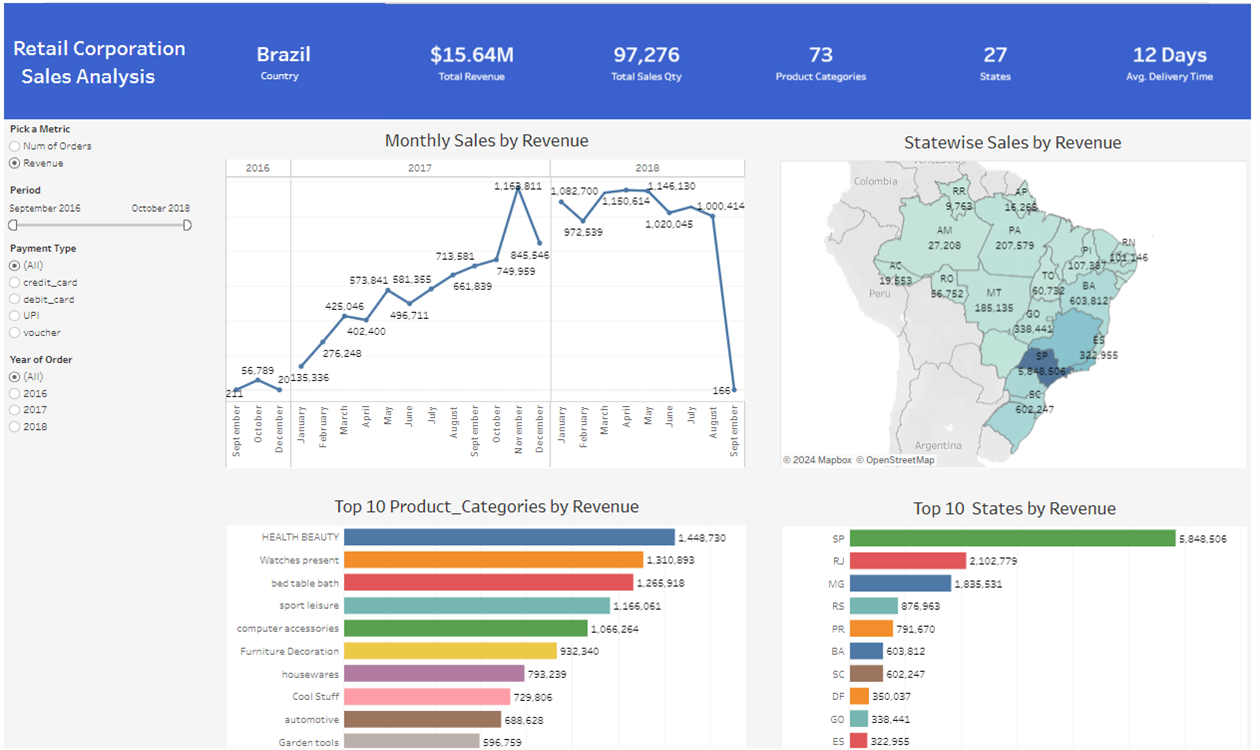 Retail Corporation
Sales Analysis
Brazil
Country
$15.64M
Total Revenue
97,276
Total Sales Qty
73
Product Categories
27
States
12 Days
Avg. Delivery Time
Pick a Metric
Num of Orders
Revenue
Period
September 2016 October 2018
Payment Type
(All)
credit_card
debit_card
UPI
voucher
Year of Order
(All)
2016
2017
2018
Monthly Sales by Revenue
2016 2017 2018
211
56,789
20
135,336
276,248
425,046
402,400
573,841
496,711
581,355
661,839
713,581
749,959
1,163,811
845,546
1,082,700
972,539
1,150,614
1,146,130
1,020,045
1,000,414
166
September
October
December
January
February
March
April
May
June
July
August
September
October
November
December
January
February
March
April
May
June
July
August
September
Statewise Sales by Revenue
Venezuela
Colombia
RR
9,763
AP
16,263
AM
27,208
PA
207,579
RN
101,146
PI
107,387
AC
19,553
RO
56,752
TO
60,732
BA
603,812
Peru
MT
185,135
GO
338,441
ES
322,955
SP
5,848,506
SC
602,247
Argentina
© 2024 Mapbox © OpenStreetMap
Top 10 Product_Categories by Revenue
HEALTH BEAUTY 1,448,730
Watches present 1,310,893
bed table bath 1,265,918
sport leisure 1,166,061
computer accessories 1,066,264
Furniture Decoration 932,340
housewares 793,239
Cool Stuff 729,806
automotive 688,628
Garden tools 596,759
Top 10 States by Revenue
SP 5,848,506
RJ 2,102,779
MG 1,835,531
RS 876,963
PR 791,670
BA 603,812
SC 602,247
DF 350,037
GO 338,441
ES 322,955